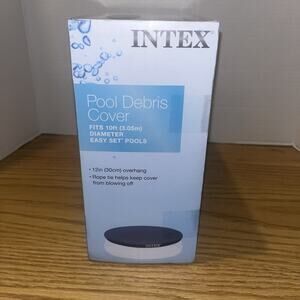 INTEX®
Pool Debris
Cover
FITS 10ft (3.05m)
DIAMETER
EASY SET® POOLS
• 12in (30cm) overhang
• Rope tie helps keep cover
from blowing off
INTEX